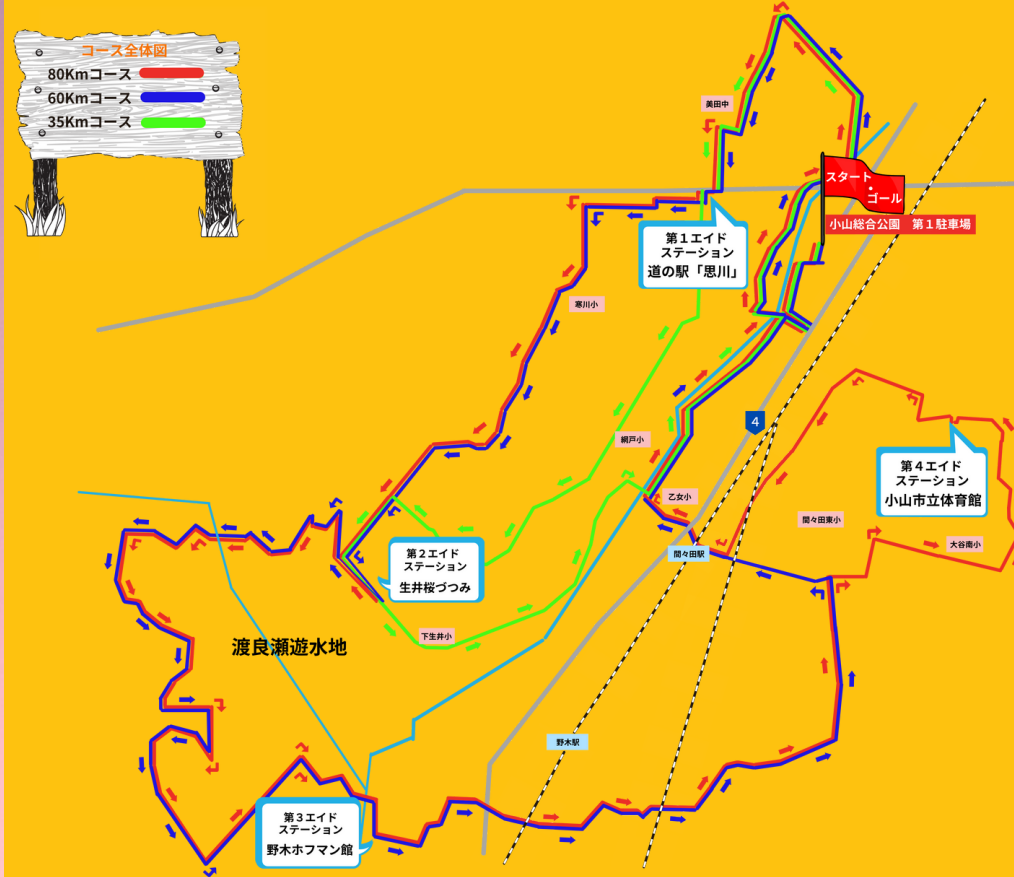 コース全体図
80Kmコース
60Kmコース
35Kmコース
美田中
スタート
・
ゴール
小山総合公園 第1駐車場
第1エイド
ステーション
道の駅「思川」
寒川小
網戸小
4
乙女小
第4エイド
ステーション
小山市立体育館
間々田東小
大谷南小
間々田駅
第2エイド
ステーション
生井桜づつみ
下生井小
渡良瀬遊水地
野木駅
第3エイド
ステーション
野木ホフマン館